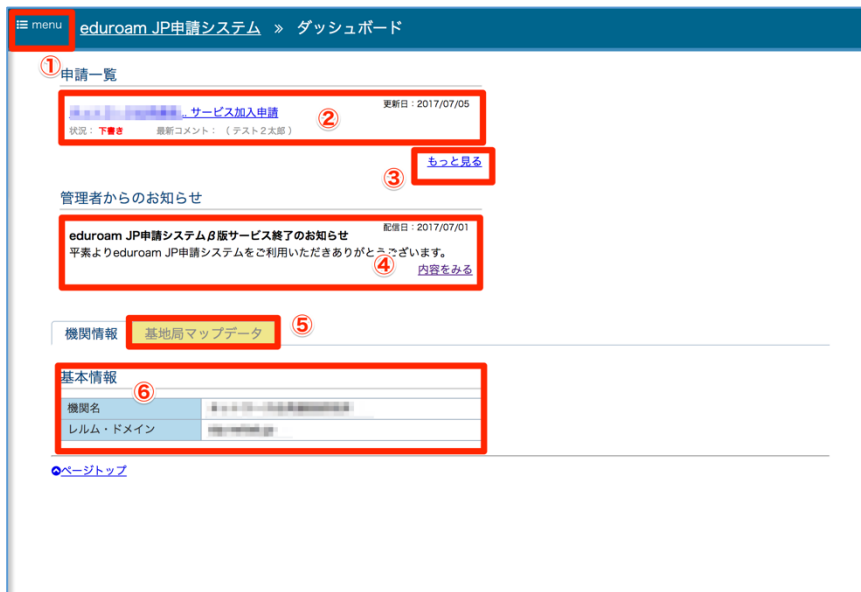 menu eduroam JP申請システム » ダッシュボード
①
申請一覧
.. サービス加入申請 更新日：2017/07/05
②
状況： 下書き 最新コメント： （ テスト２太郎 ）
もっと見る
③
管理者からのお知らせ
eduroam JP申請システムβ版サービス終了のお知らせ 配信日：2017/07/01
平素よりeduroam JP申請システムをご利用いただきありがとうございます。
④
内容をみる
機関情報 基地局マップデータ ⑤
基本情報
⑥
機関名
レルム・ドメイン
ページトップ